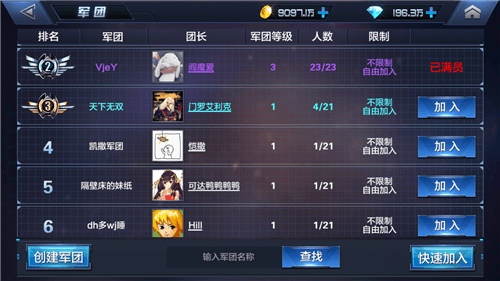 军团 9097.1万 196.3万
排名 军团 团长 军团等级 人数 限制
2 VjeY 阎魔爱 3 23/23 不限制 自由加入 已满员
3 天下无双 门罗艾利克 1 4/21 不限制 自由加入 加入
4 凯撒军团 恺撒 1 1/21 不限制 自由加入 加入
5 隔壁床的妹纸 可达鸭鸭鸭鸭 1 1/21 不限制 自由加入 加入
6 dh多wj睡 Hill 1 1/21 不限制 自由加入 加入
创建军团 输入军团名称 查找 快速加入